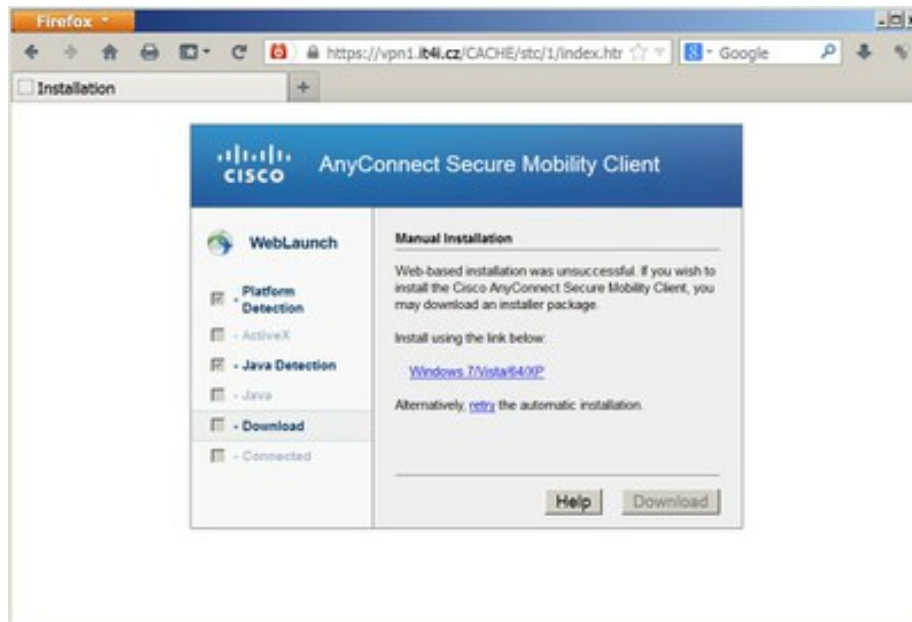 Firefox
https://vpn1.it4i.cz/CACHE/stc/1/index.htr
Google
Installation
CISCO
AnyConnect Secure Mobility Client
WebLaunch
- Platform
Detection
- ActiveX
- Java Detection
- Java
- Download
- Connected
Manual Installation
Web-based installation was unsuccessful. If you wish to
install the Cisco AnyConnect Secure Mobility Client, you
may download an installer package.
Install using the link below:
Windows 7/Vista/64/XP
Alternatively, retry the automatic installation.
Help
Download